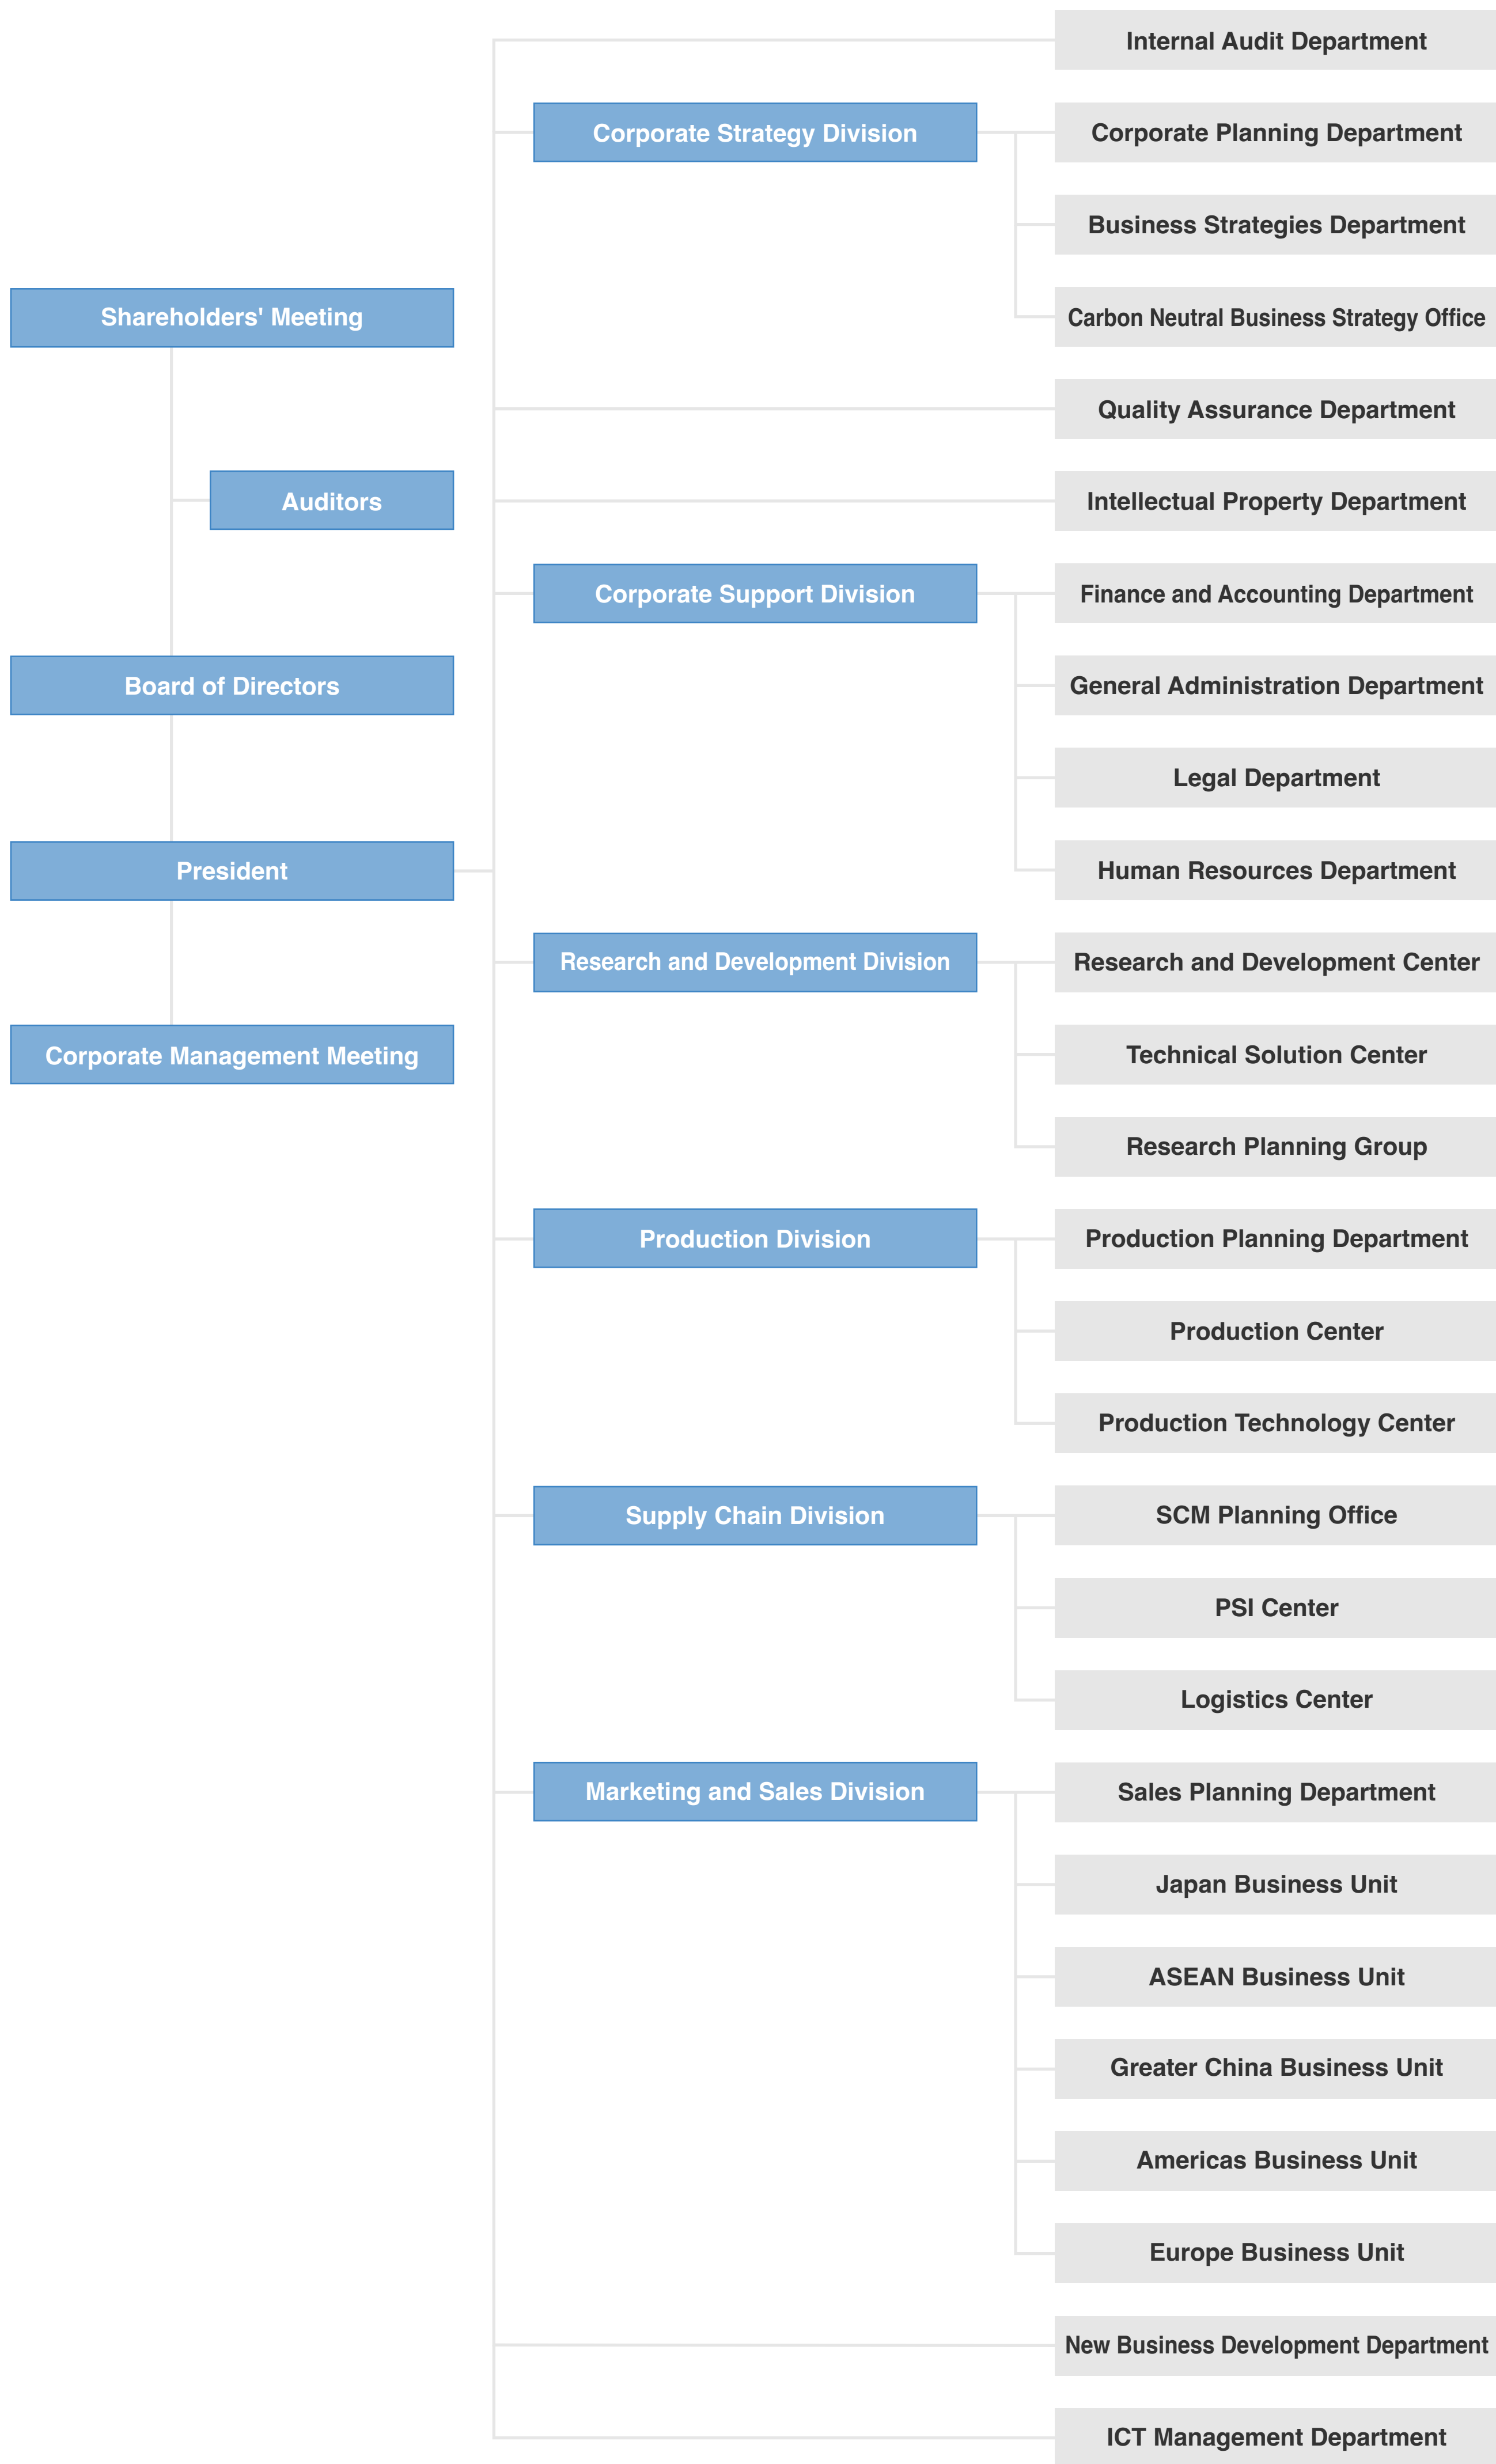 Shareholders' Meeting
Auditors
Board of Directors
President
Corporate Management Meeting
Internal Audit Department
Corporate Strategy Division
Corporate Planning Department
Business Strategies Department
Carbon Neutral Business Strategy Office
Quality Assurance Department
Intellectual Property Department
Corporate Support Division
Finance and Accounting Department
General Administration Department
Legal Department
Human Resources Department
Research and Development Division
Research and Development Center
Technical Solution Center
Research Planning Group
Production Division
Production Planning Department
Production Center
Production Technology Center
Supply Chain Division
SCM Planning Office
PSI Center
Logistics Center
Marketing and Sales Division
Sales Planning Department
Japan Business Unit
ASEAN Business Unit
Greater China Business Unit
Americas Business Unit
Europe Business Unit
New Business Development Department
ICT Management Department